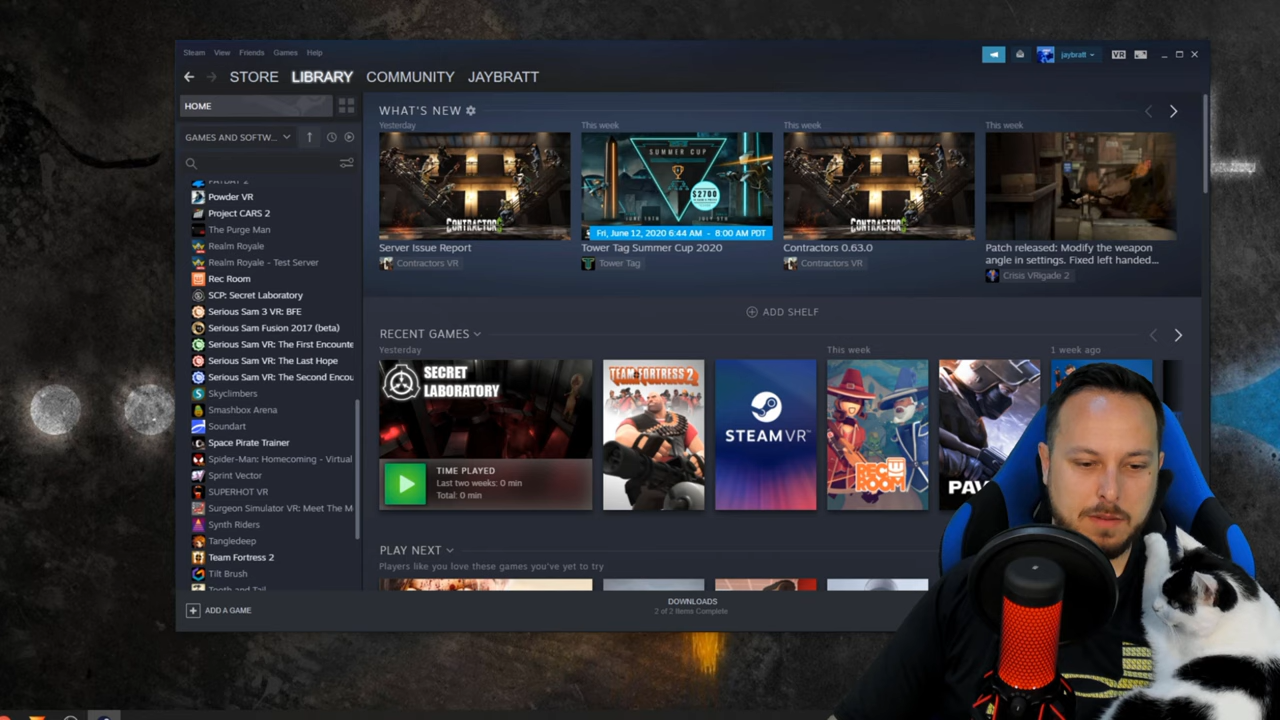 Steam View Friends Games Help
jaybratt
VR
STORE LIBRARY COMMUNITY JAYBRATT
HOME
GAMES AND SOFTW...
PAYDAY 2
Powder VR
Project CARS 2
The Purge Man
Realm Royale
Realm Royale - Test Server
Rec Room
SCP: Secret Laboratory
Serious Sam 3 VR: BFE
Serious Sam Fusion 2017 (beta)
Serious Sam VR: The First Encounte
Serious Sam VR: The Last Hope
Serious Sam VR: The Second Encou
Skyclimbers
Smashbox Arena
Soundart
Space Pirate Trainer
Spider-Man: Homecoming - Virtual
Sprint Vector
SUPERHOT VR
Surgeon Simulator VR: Meet The M
Synth Riders
Tangledeep
Team Fortress 2
Tilt Brush
ADD A GAME
WHAT'S NEW
Yesterday
CONTRACTORS
Server Issue Report
Contractors VR
This week
SUMMER CUP
$2700
Fri, June 12, 2020 6:44 AM - 8:00 AM PDT
Tower Tag Summer Cup 2020
Tower Tag
This week
CONTRACTORS
Contractors 0.63.0
Contractors VR
This week
Patch released: Modify the weapon
angle in settings. Fixed left handed...
Crisis VRigade 2
ADD SHELF
RECENT GAMES
Yesterday
SECRET
LABORATORY
TIME PLAYED
Last two weeks: 0 min
Total: 0 min
TEAM FORTRESS 2
STEAMVR™
This week
REC
ROOM
PAV
1 week ago
PLAY NEXT
Players like you love these games you've yet to try
DOWNLOADS
2 of 2 Items Complete